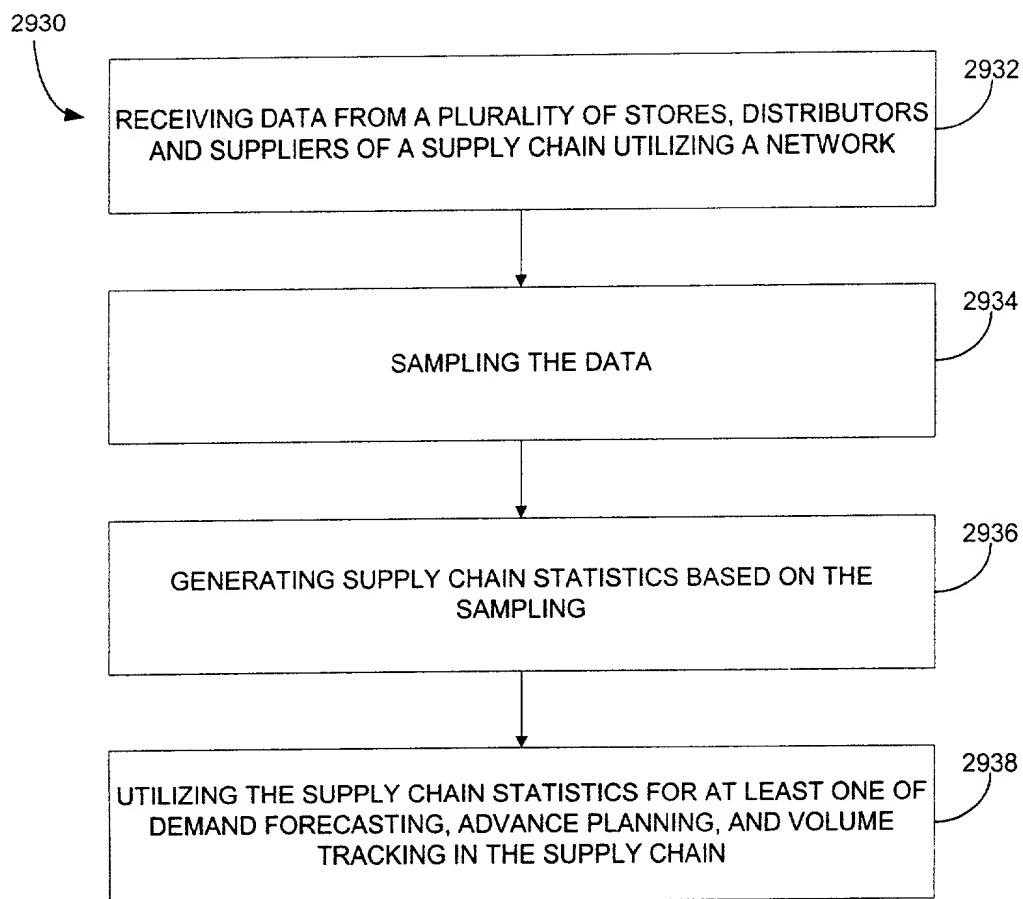 2930
2932
RECEIVING DATA FROM A PLURALITY OF STORES, DISTRIBUTORS
AND SUPPLIERS OF A SUPPLY CHAIN UTILIZING A NETWORK
2934
SAMPLING THE DATA
2936
GENERATING SUPPLY CHAIN STATISTICS BASED ON THE
SAMPLING
2938
UTILIZING THE SUPPLY CHAIN STATISTICS FOR AT LEAST ONE OF
DEMAND FORECASTING, ADVANCE PLANNING, AND VOLUME
TRACKING IN THE SUPPLY CHAIN